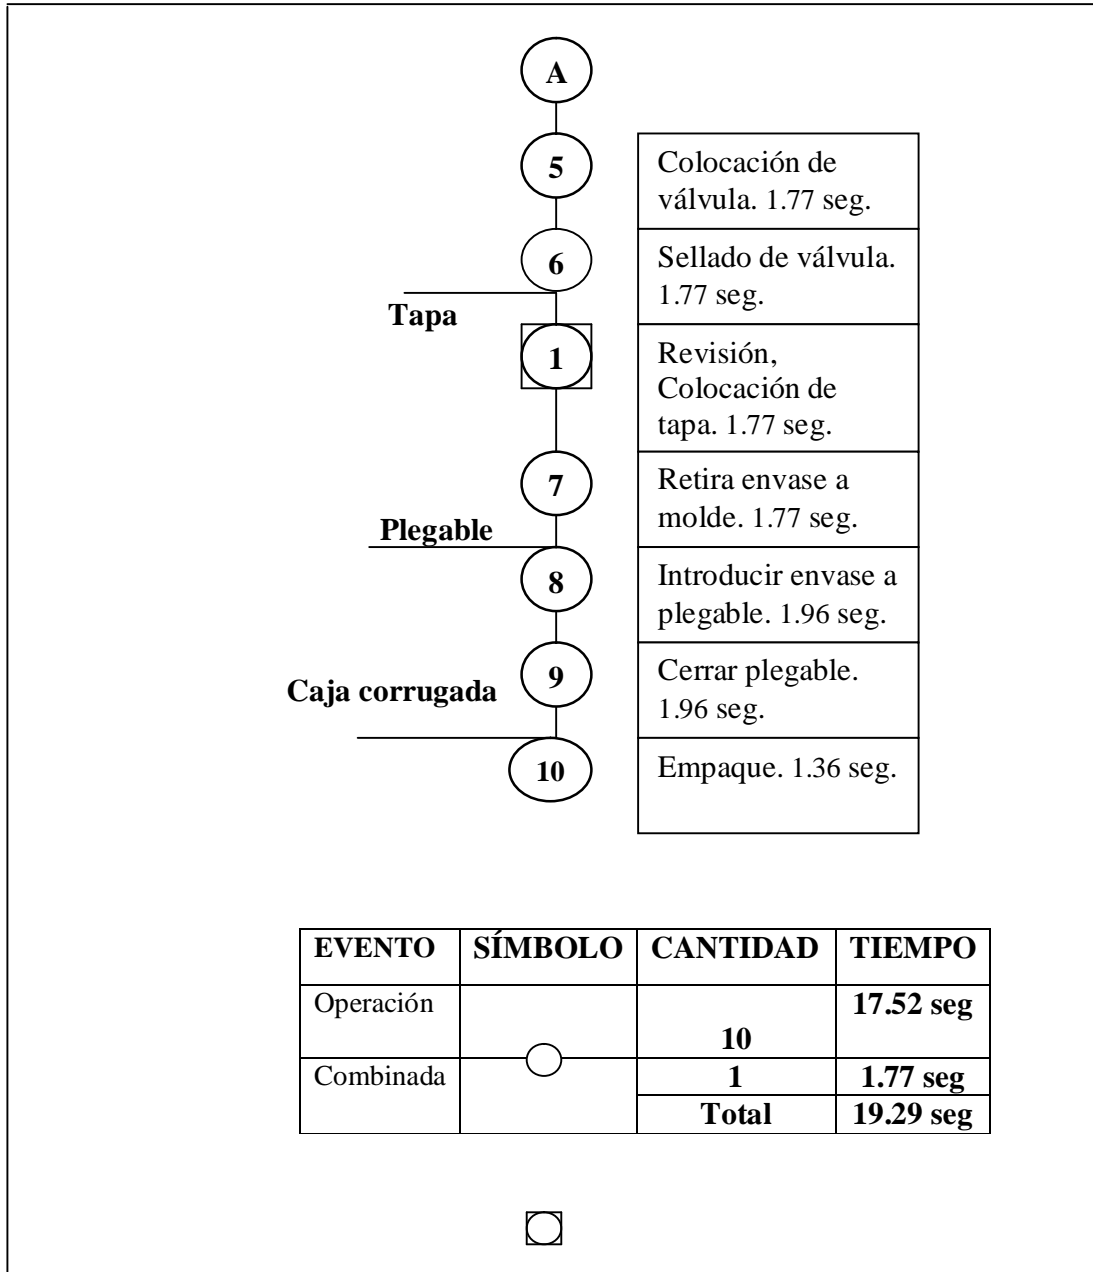 A
5
Colocación de
válvula. 1.77 seg.
6
Sellado de válvula.
1.77 seg.
Tapa
1
Revisión,
Colocación de
tapa. 1.77 seg.
7
Retira envase a
molde. 1.77 seg.
Plegable
8
Introducir envase a
plegable. 1.96 seg.
9
Cerrar plegable.
1.96 seg.
Caja corrugada
10
Empaque. 1.36 seg.
EVENTO SÍMBOLO CANTIDAD TIEMPO
Operación 10 17.52 seg
Combinada 1 1.77 seg
Total 19.29 seg